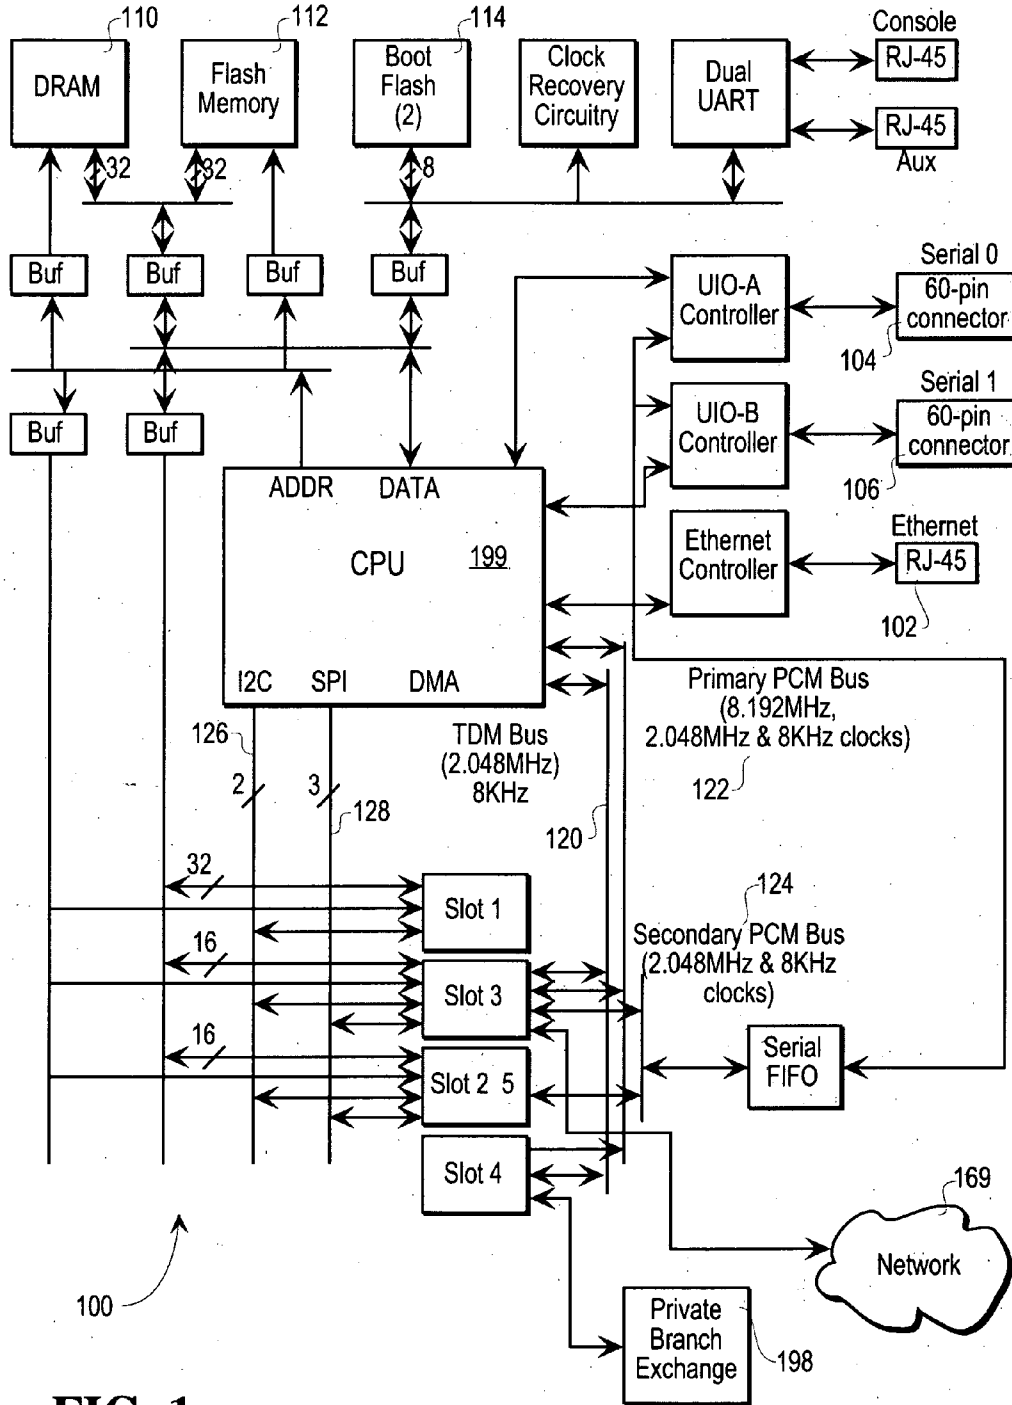 110
112
114
Console
DRAM
Flash
Memory
Boot
Flash
(2)
Clock
Recovery
Circuitry
Dual
UART
RJ-45
RJ-45
Aux
32
32
8
Buf
Buf
Buf
Buf
UIO-A
Controller
Serial 0
60-pin
connector
104
Buf
Buf
UIO-B
Controller
Serial 1
60-pin
connector
106
ADDR
DATA
CPU
199
Ethernet
Controller
Ethernet
RJ-45
102
I2C
SPI
DMA
126
2
3
128
TDM Bus
(2.048MHz)
8KHz
120
Primary PCM Bus
(8.192MHz,
2.048MHz & 8KHz clocks)
122
32
Slot 1
124
Secondary PCM Bus
(2.048MHz & 8KHz
clocks)
16
Slot 3
16
Slot 2 5
Serial
FIFO
Slot 4
169
Network
100
Private
Branch
Exchange
198
FIG. 1